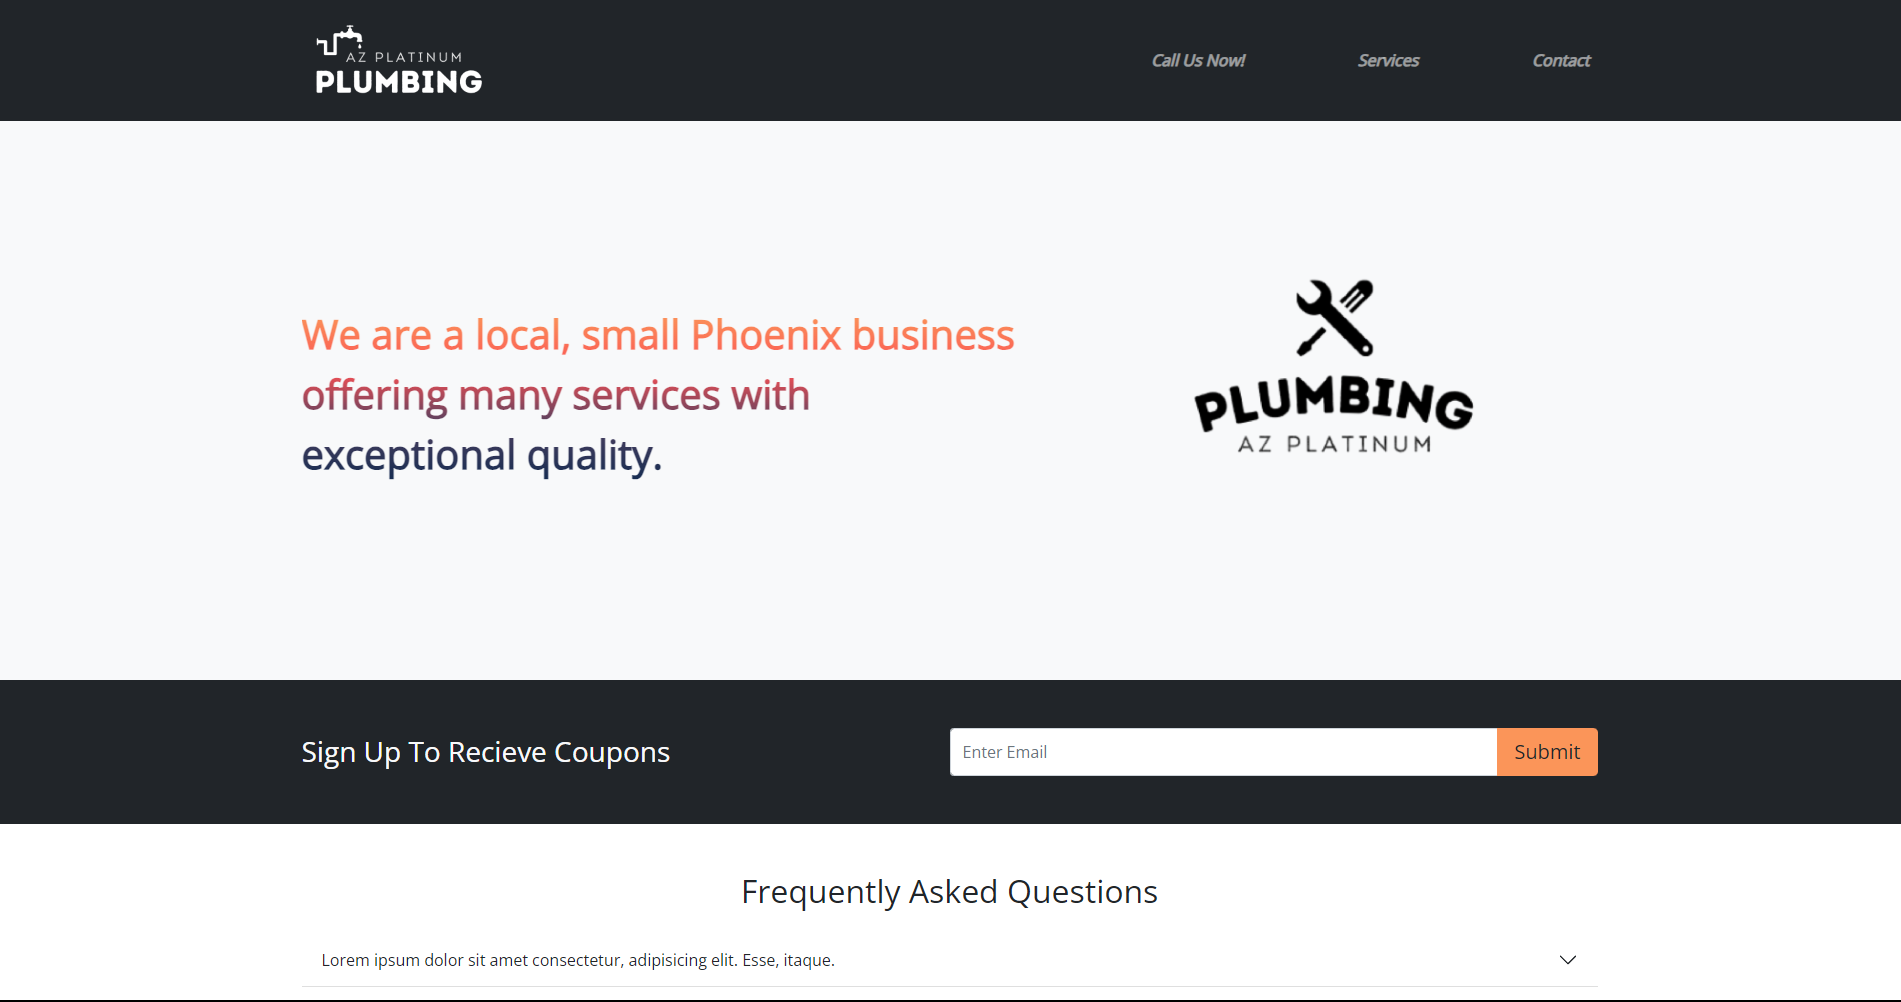 AZ PLATINUM
PLUMBING
Call Us Now!
Services
Contact
We are a local, small Phoenix business
offering many services with
exceptional quality.
PLUMBING
AZ PLATINUM
Sign Up To Recieve Coupons
Enter Email
Submit
Frequently Asked Questions
Lorem ipsum dolor sit amet consectetur, adipisicing elit. Esse, itaque.